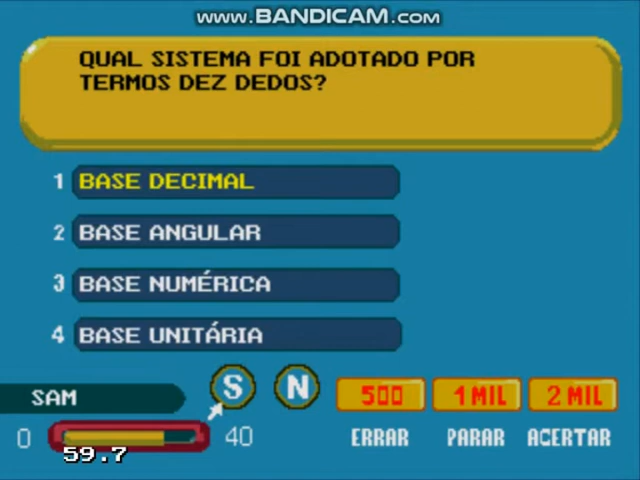 www.BANDICAM.com
QUAL SISTEMA FOI ADOTADO POR
TERMOS DEZ DEDOS?
1 BASE DECIMAL
2 BASE ANGULAR
3 BASE NUMÉRICA
4 BASE UNITÁRIA
S N
SAM
500 1 MIL 2 MIL
0 40 ERRAR PARAR ACERTAR
59.7